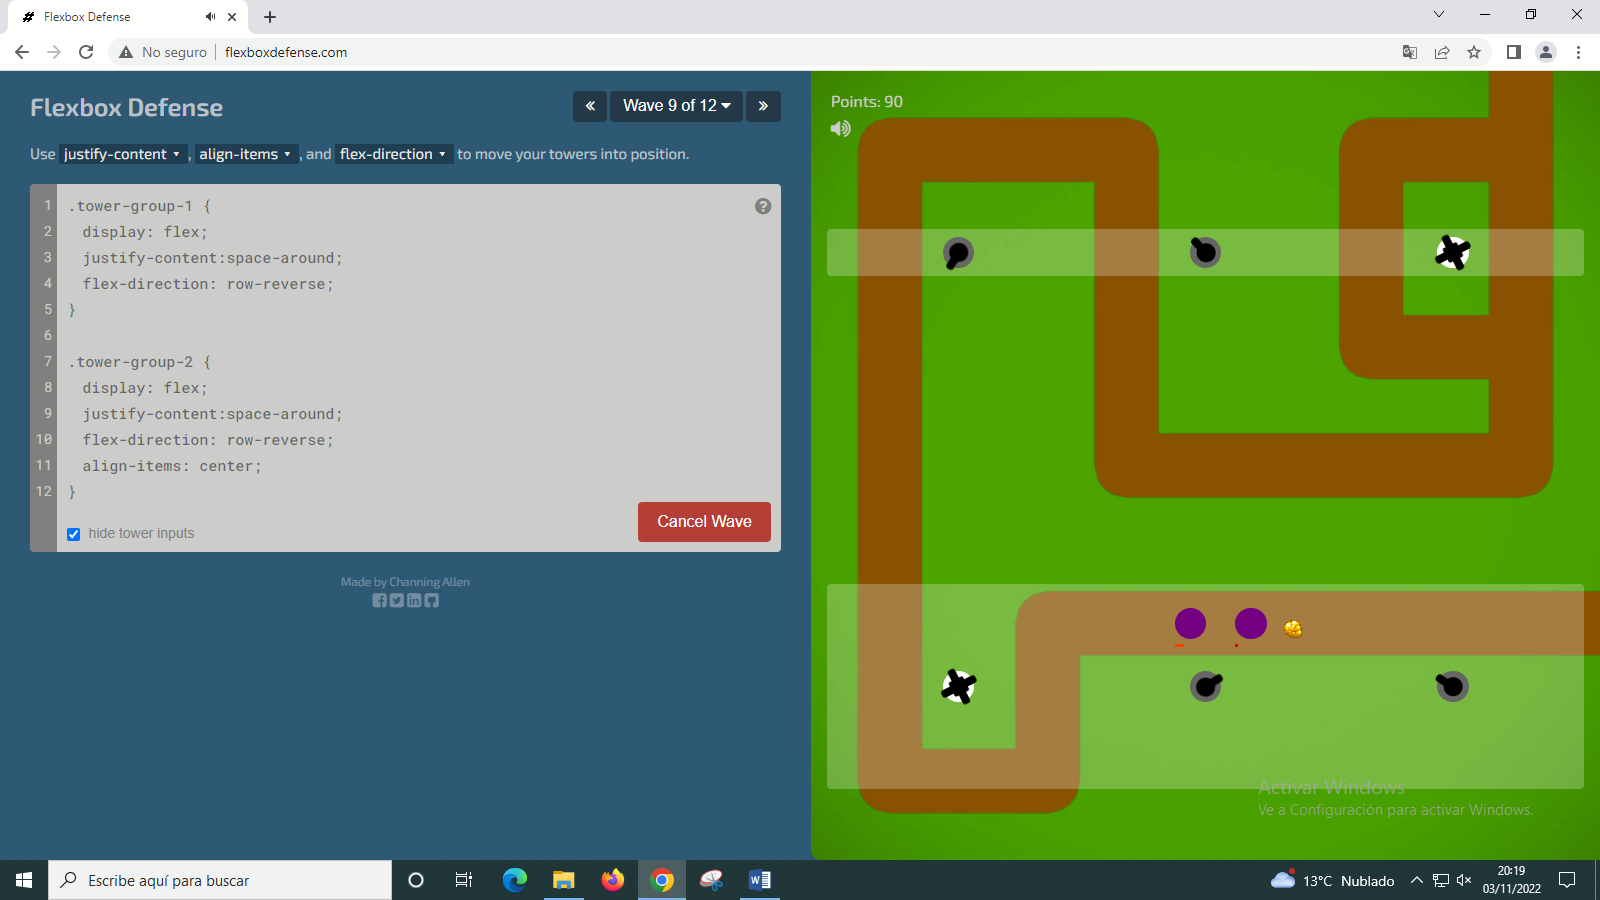 Flexbox Defense
No seguro
flexboxdefense.com
Flexbox Defense
« Wave 9 of 12 »
Use justify-content , align-items , and flex-direction to move your towers into position.
1 .tower-group-1 {
2 display: flex;
3 justify-content:space-around;
4 flex-direction: row-reverse;
5 }
6
7 .tower-group-2 {
8 display: flex;
9 justify-content:space-around;
10 flex-direction: row-reverse;
11 align-items: center;
12 }
hide tower inputs
Cancel Wave
Made by Channing Allen
Points: 90
Activar Windows
Ve a Configuración para activar Windows.
Escribe aquí para buscar
13°C Nublado
20:19
03/11/2022